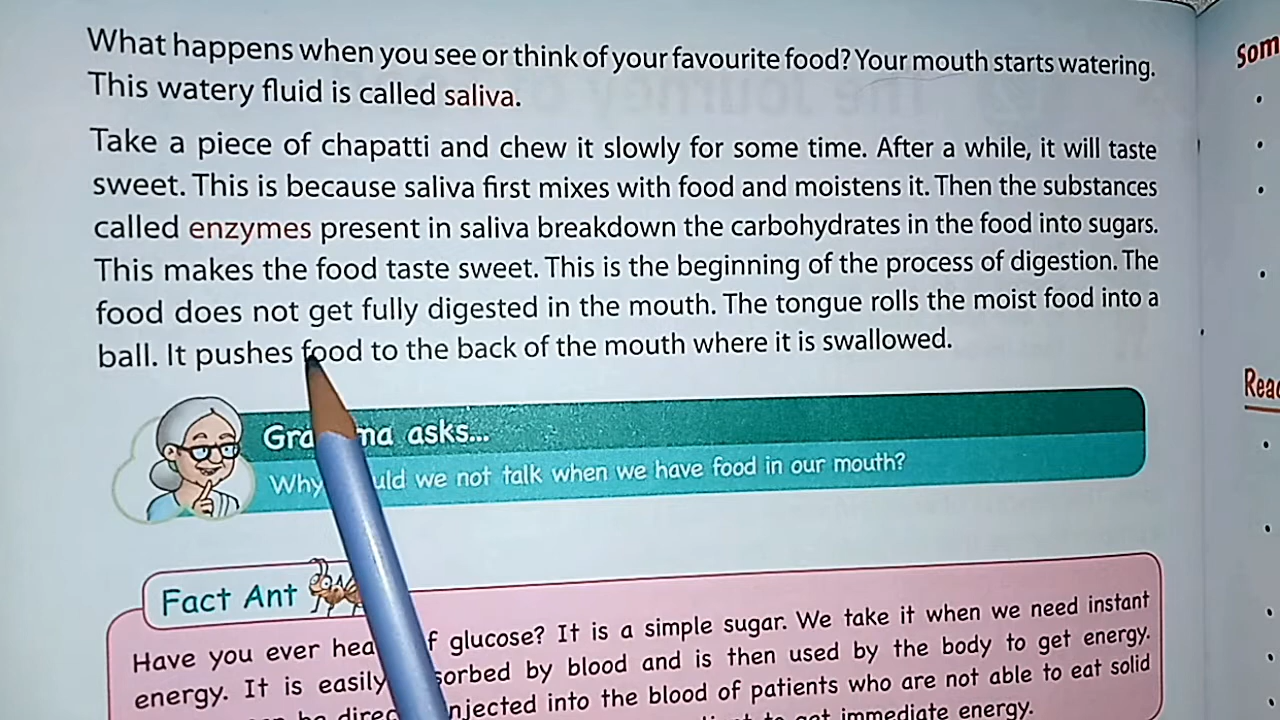 What happens when you see or think of your favourite food? Your mouth starts watering.
This watery fluid is called saliva.
Take a piece of chapatti and chew it slowly for some time. After a while, it will taste
sweet. This is because saliva first mixes with food and moistens it. Then the substances
called enzymes present in saliva breakdown the carbohydrates in the food into sugars.
This makes the food taste sweet. This is the beginning of the process of digestion. The
food does not get fully digested in the mouth. The tongue rolls the moist food into a
ball. It pushes food to the back of the mouth where it is swallowed.
asks...
Why we not talk when we have food in our mouth?
Fact Ant
Have you ever glucose? It is a simple sugar. We take it when we need instant
energy. It is easily by blood and is then used by the body to get energy.
into the blood of patients who are not able to eat solid
immediate energy.